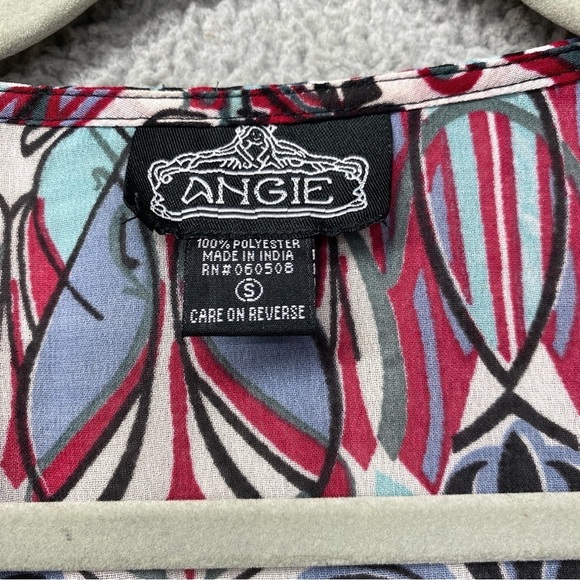 ANGIE
100% POLYESTER
MADE IN INDIA
RN# 060508
S
CARE ON REVERSE